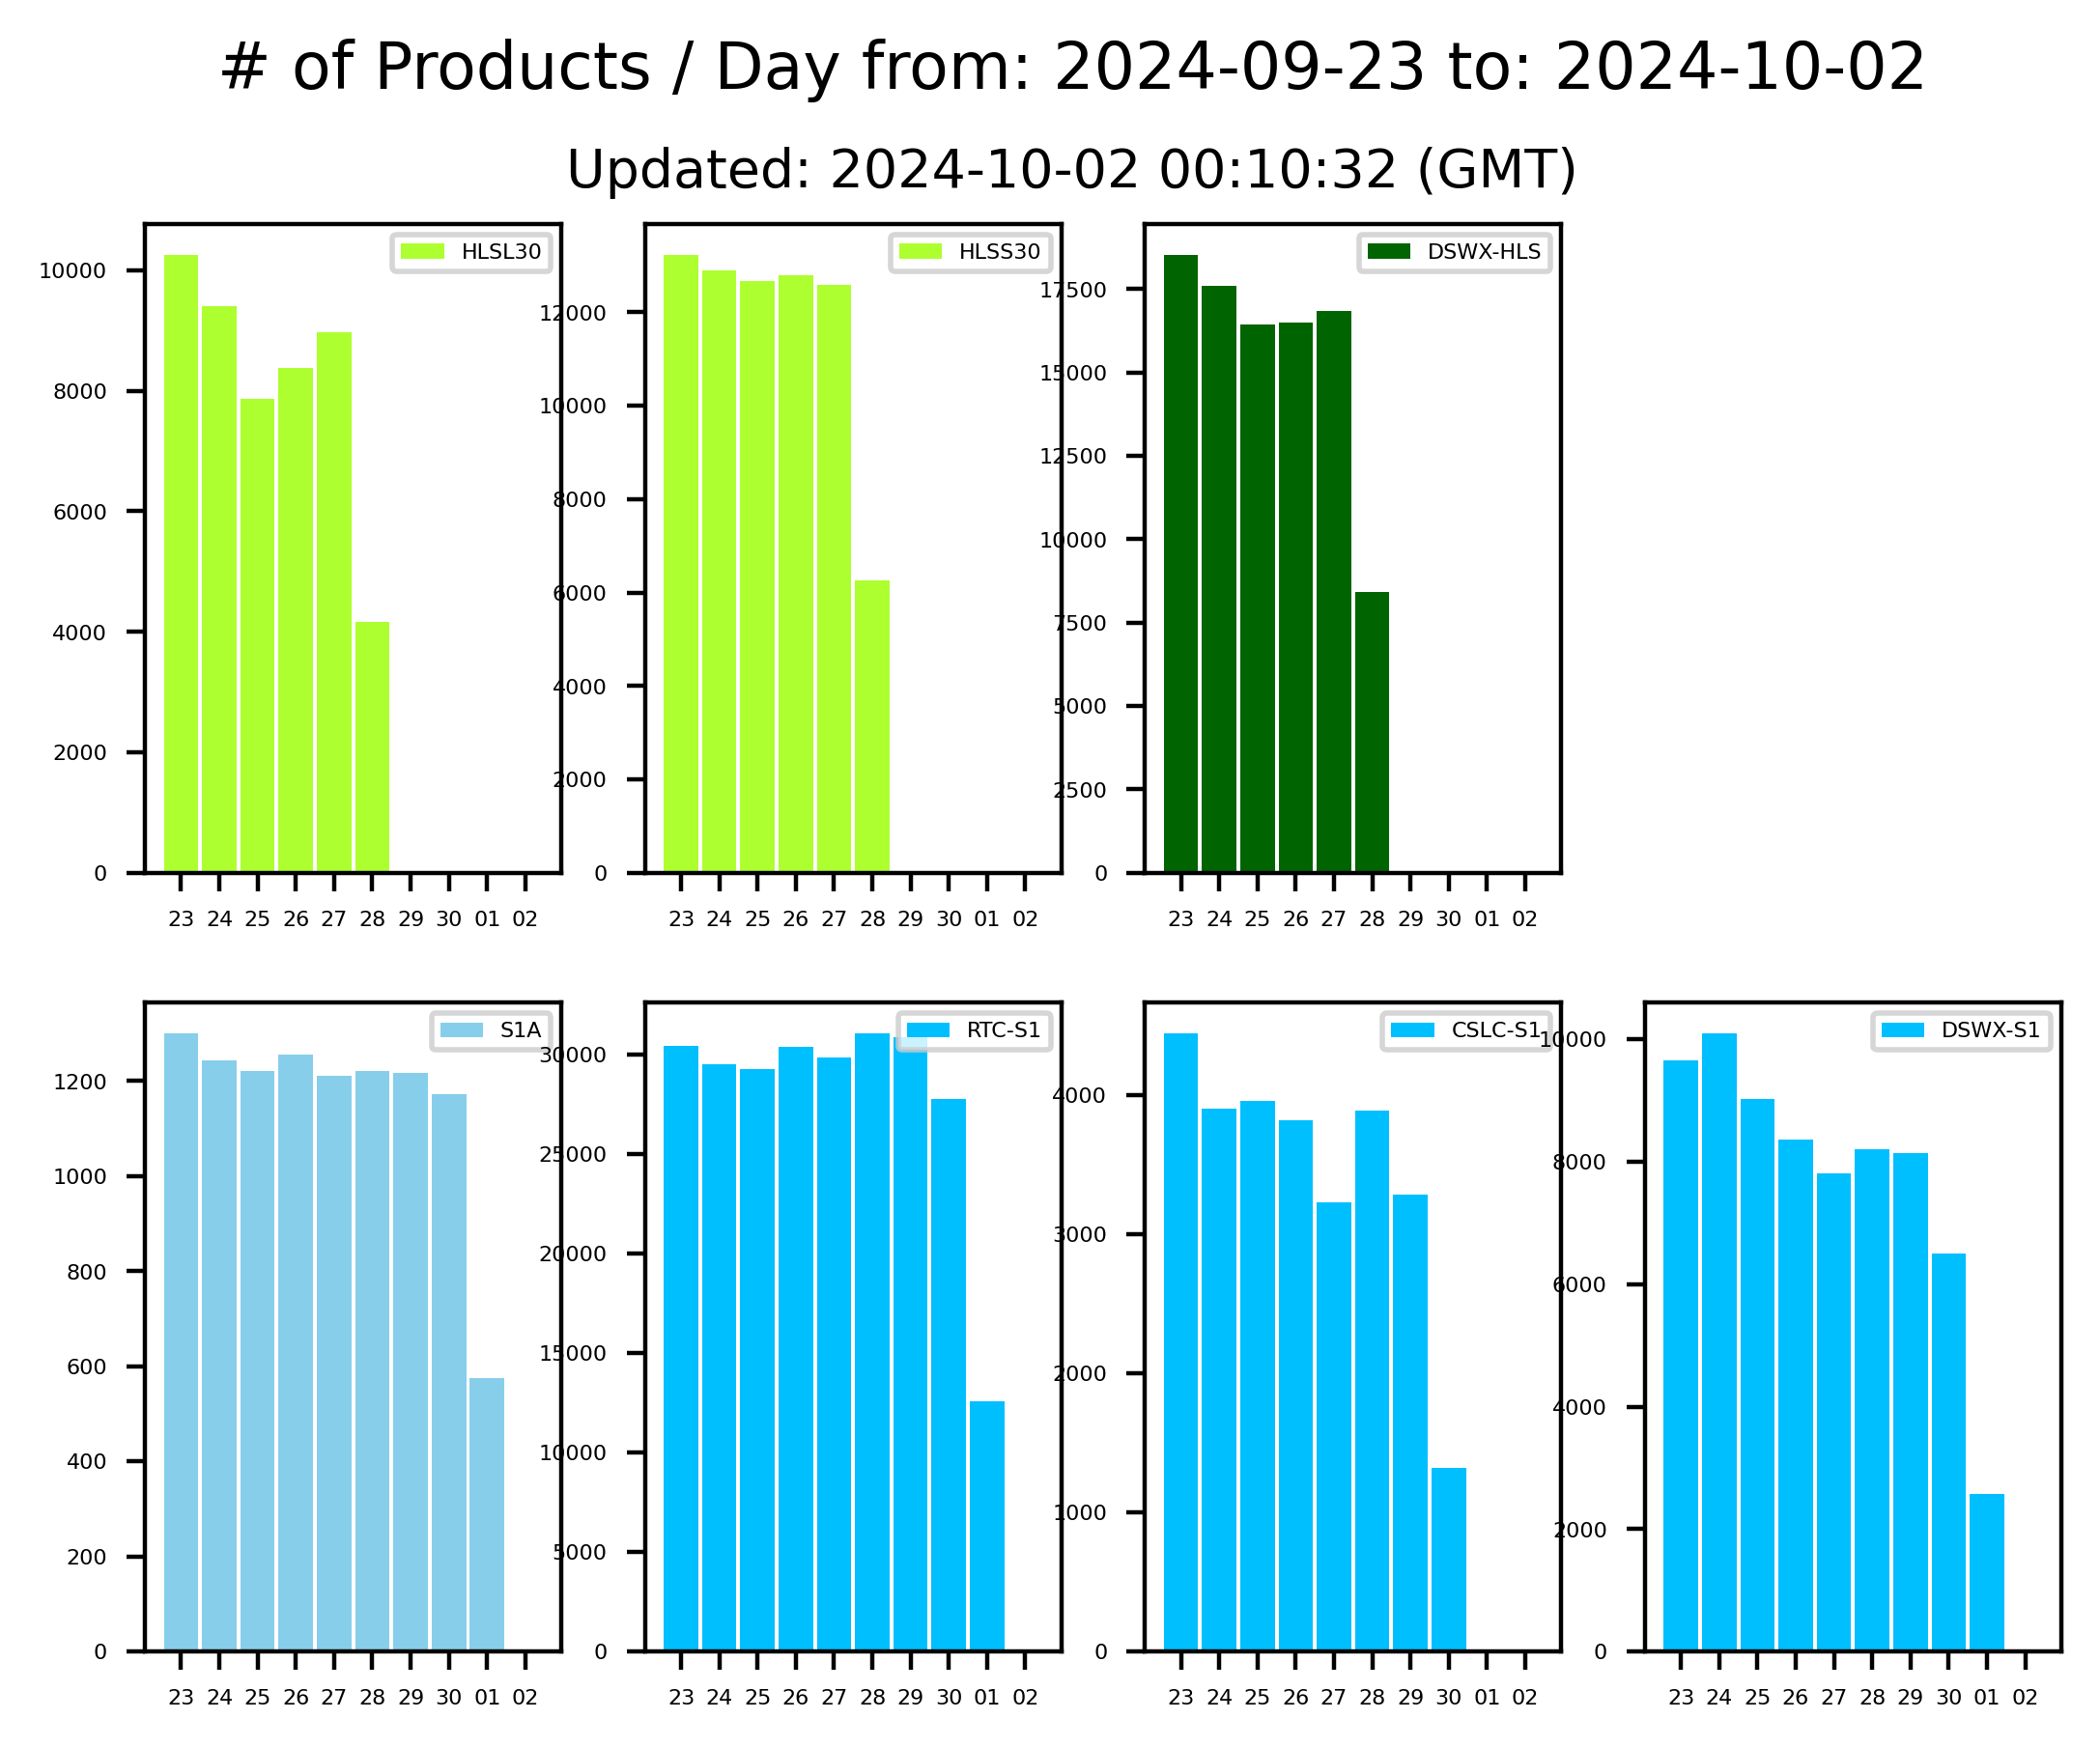 # of Products / Day from: 2024-09-23 to: 2024-10-02
Updated: 2024-10-02 00:10:32 (GMT)
HLSL30
10000
8000
6000
4000
2000
0
23 24 25 26 27 28 29 30 01 02
HLSS30
12000
10000
8000
6000
4000
2000
0
23 24 25 26 27 28 29 30 01 02
DSWX-HLS
17500
15000
12500
10000
7500
5000
2500
0
23 24 25 26 27 28 29 30 01 02
S1A
1200
1000
800
600
400
200
0
23 24 25 26 27 28 29 30 01 02
RTC-S1
30000
25000
20000
15000
10000
5000
0
23 24 25 26 27 28 29 30 01 02
CSLC-S1
4000
3000
2000
1000
0
23 24 25 26 27 28 29 30 01 02
DSWX-S1
10000
8000
6000
4000
2000
0
23 24 25 26 27 28 29 30 01 02